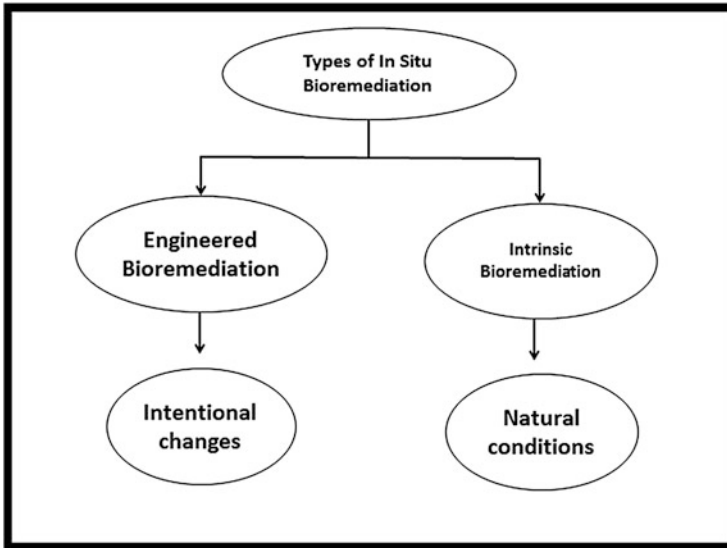 Types of In Situ
Bioremediation
Engineered
Bioremediation
Intrinsic
Bioremediation
Intentional
changes
Natural
conditions